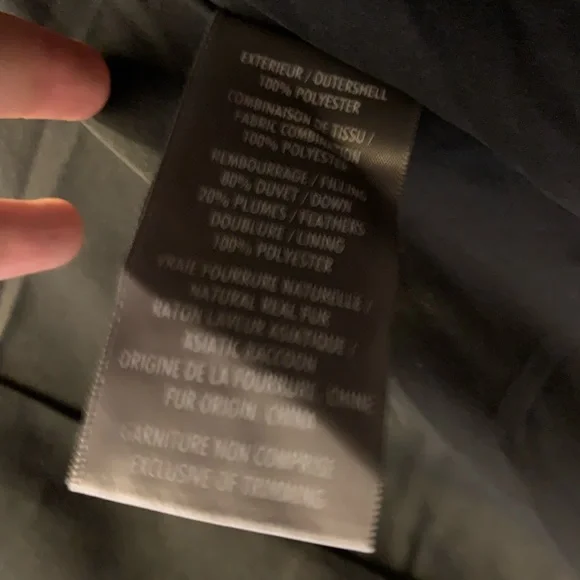 EXTERIEUR / OUTERSHELL
100% POLYESTER
COMBINAISON DE TISSU /
FABRIC COMBINATION
100% POLYESTER
REMBOURRAGE / FILLING
80% DUVET / DOWN
20% PLUMES / FEATHERS
DOUBLURE / LINING
100% POLYESTER
VRAIE FOURRURE NATURELLE /
NATURAL REAL FUR
RATON LAVEUR ASIATIQUE /
ASIATIC RACCOON
ORIGINE DE LA FOURRURE CHINE
FUR ORIGIN CHINA
GARNITURE NON COMPRISE
EXCLUSIVE OF TRIMMING